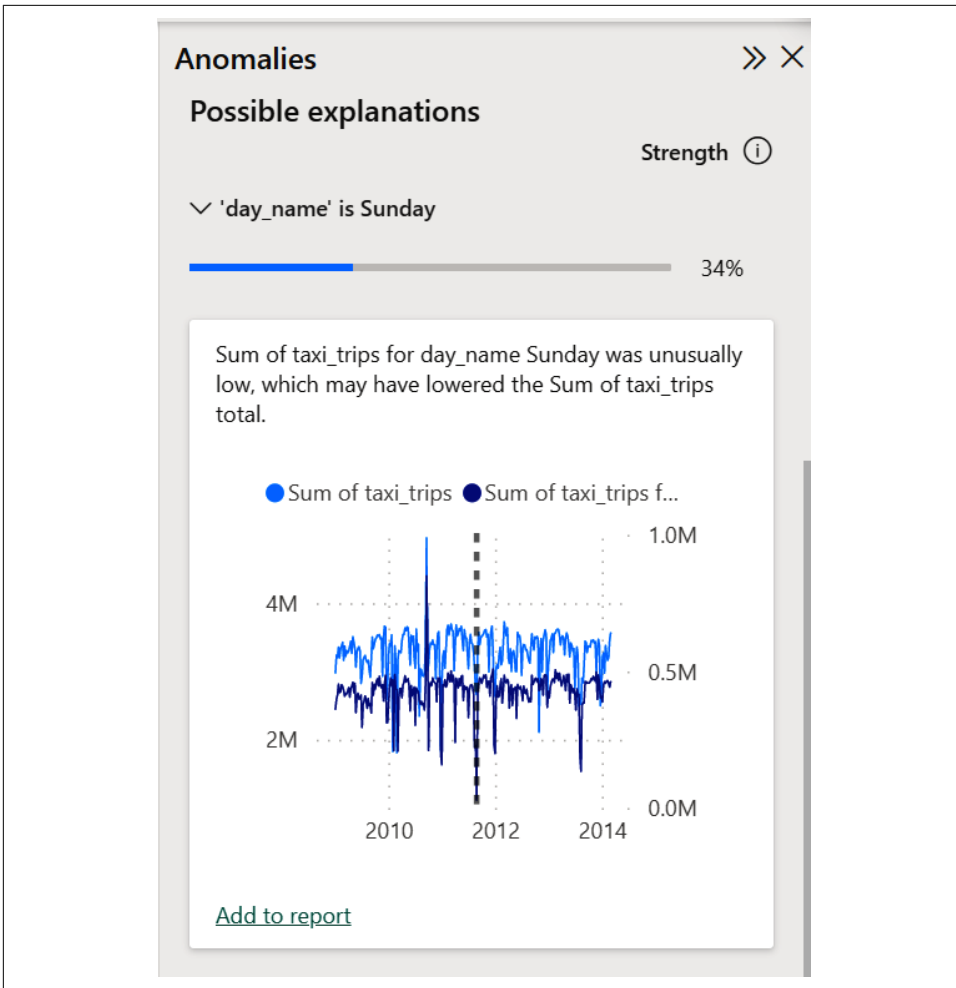 Anomalies
Possible explanations
Strength
'day_name' is Sunday
34%
Sum of taxi_trips for day_name Sunday was unusually
low, which may have lowered the Sum of taxi_trips
total.
Sum of taxi_trips Sum of taxi_trips f...
1.0M
4M
0.5M
2M
0.0M
2010 2012 2014
Add to report